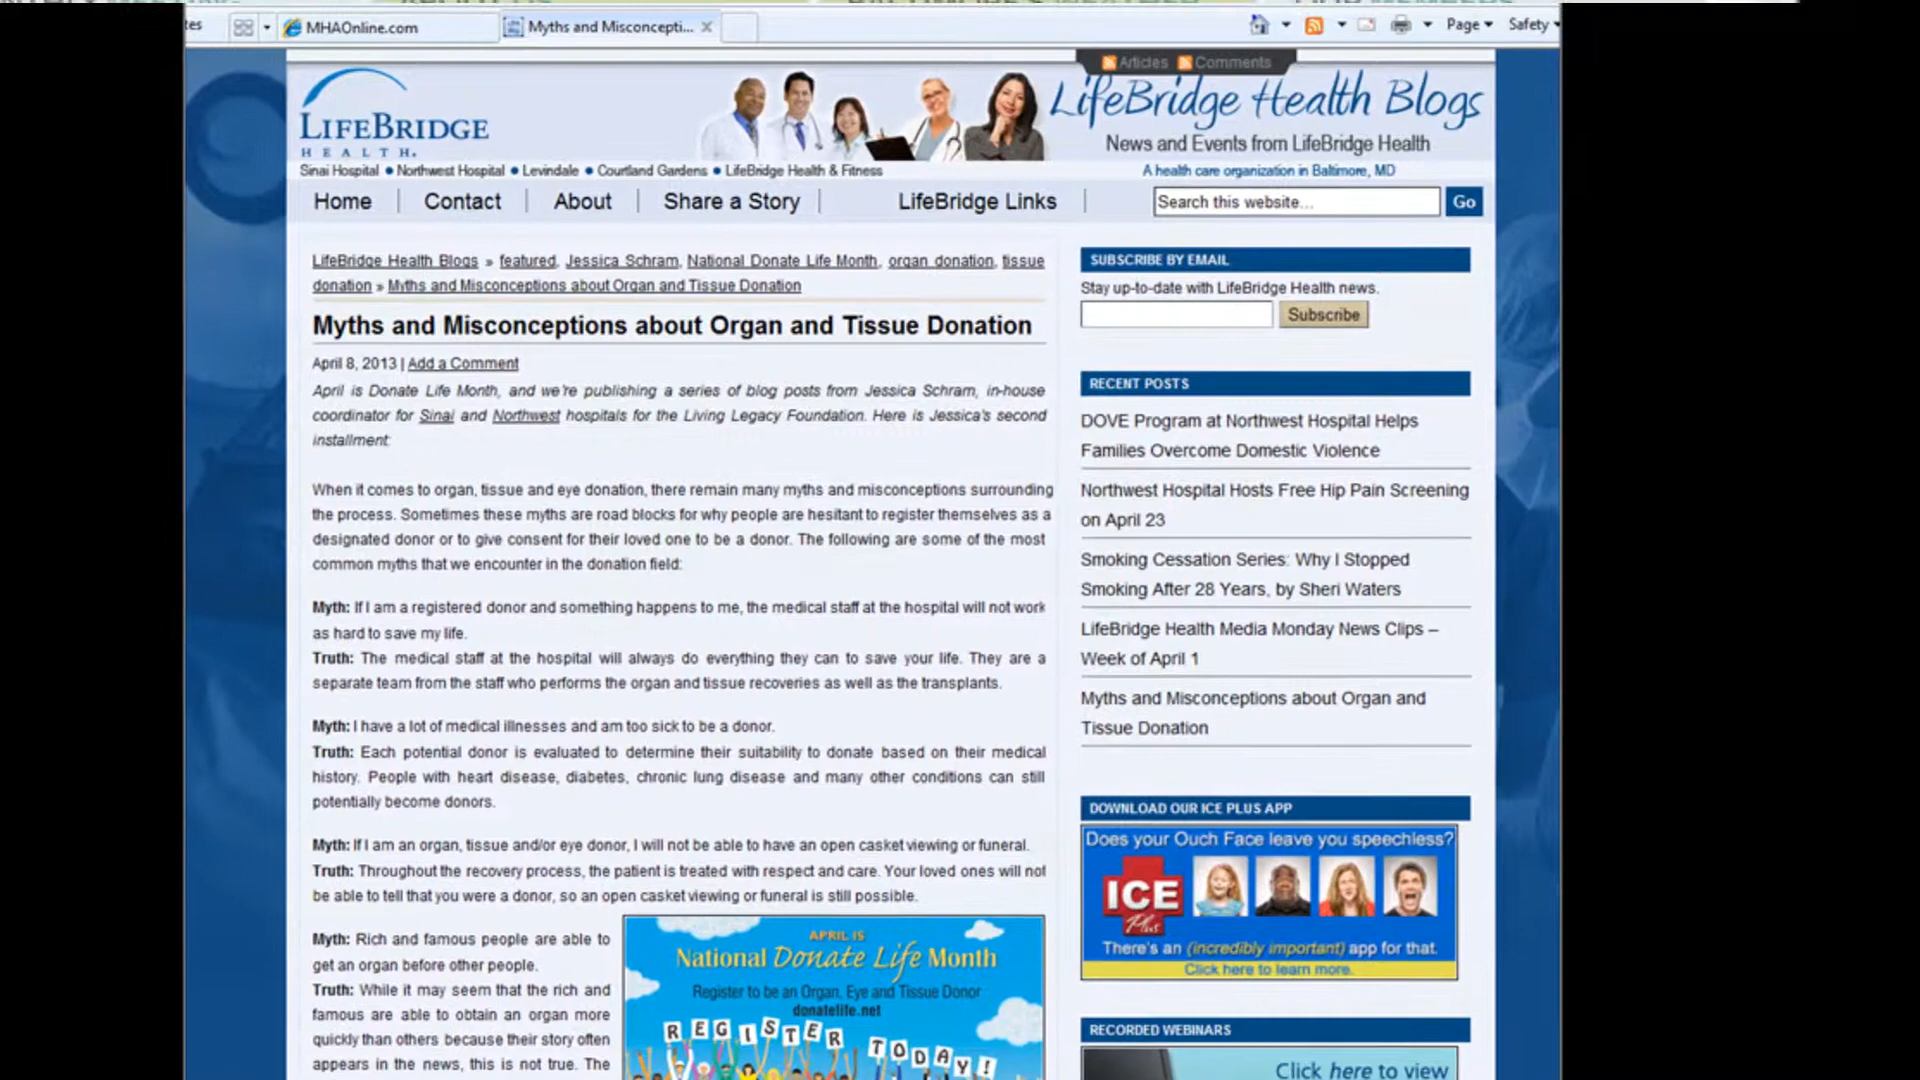 tes
MHAOnline.com
Myths and Misconcepti...
Page
Safety
Articles
Comments
LIFEBRIDGE
HEALTH.
LifeBridge Health Blogs
News and Events from LifeBridge Health
Sinai Hospital • Northwest Hospital • Levindale • Courtland Gardens • LifeBridge Health & Fitness
A health care organization in Baltimore, MD
Home
Contact
About
Share a Story
LifeBridge Links
Search this website...
Go
LifeBridge Health Blogs » featured, Jessica Schram, National Donate Life Month, organ donation, tissue
donation » Myths and Misconceptions about Organ and Tissue Donation
Myths and Misconceptions about Organ and Tissue Donation
April 8, 2013 | Add a Comment
April is Donate Life Month, and we're publishing a series of blog posts from Jessica Schram, in-house
coordinator for Sinai and Northwest hospitals for the Living Legacy Foundation. Here is Jessica's second
installment:
When it comes to organ, tissue and eye donation, there remain many myths and misconceptions surrounding
the process. Sometimes these myths are road blocks for why people are hesitant to register themselves as a
designated donor or to give consent for their loved one to be a donor. The following are some of the most
common myths that we encounter in the donation field:
Myth: If I am a registered donor and something happens to me, the medical staff at the hospital will not work
as hard to save my life.
Truth: The medical staff at the hospital will always do everything they can to save your life. They are a
separate team from the staff who performs the organ and tissue recoveries as well as the transplants.
Myth: I have a lot of medical illnesses and am too sick to be a donor.
Truth: Each potential donor is evaluated to determine their suitability to donate based on their medical
history. People with heart disease, diabetes, chronic lung disease and many other conditions can still
potentially become donors.
Myth: If I am an organ, tissue and/or eye donor, I will not be able to have an open casket viewing or funeral.
Truth: Throughout the recovery process, the patient is treated with respect and care. Your loved ones will not
be able to tell that you were a donor, so an open casket viewing or funeral is still possible.
Myth: Rich and famous people are able to
get an organ before other people.
Truth: While it may seem that the rich and
famous are able to obtain an organ more
quickly than others because their story often
appears in the news, this is not true. The
APRIL IS
National Donate Life Month
Register to be an Organ, Eye and Tissue Donor
donatelife.net
REGISTER TODAY!
SUBSCRIBE BY EMAIL
Stay up-to-date with LifeBridge Health news.
Subscribe
RECENT POSTS
DOVE Program at Northwest Hospital Helps
Families Overcome Domestic Violence
Northwest Hospital Hosts Free Hip Pain Screening
on April 23
Smoking Cessation Series: Why I Stopped
Smoking After 28 Years, by Sheri Waters
LifeBridge Health Media Monday News Clips –
Week of April 1
Myths and Misconceptions about Organ and
Tissue Donation
DOWNLOAD OUR ICE PLUS APP
Does your Ouch Face leave you speechless?
ICE
Plus
There's an (incredibly important) app for that.
Click here to learn more.
RECORDED WEBINARS
Click here to view